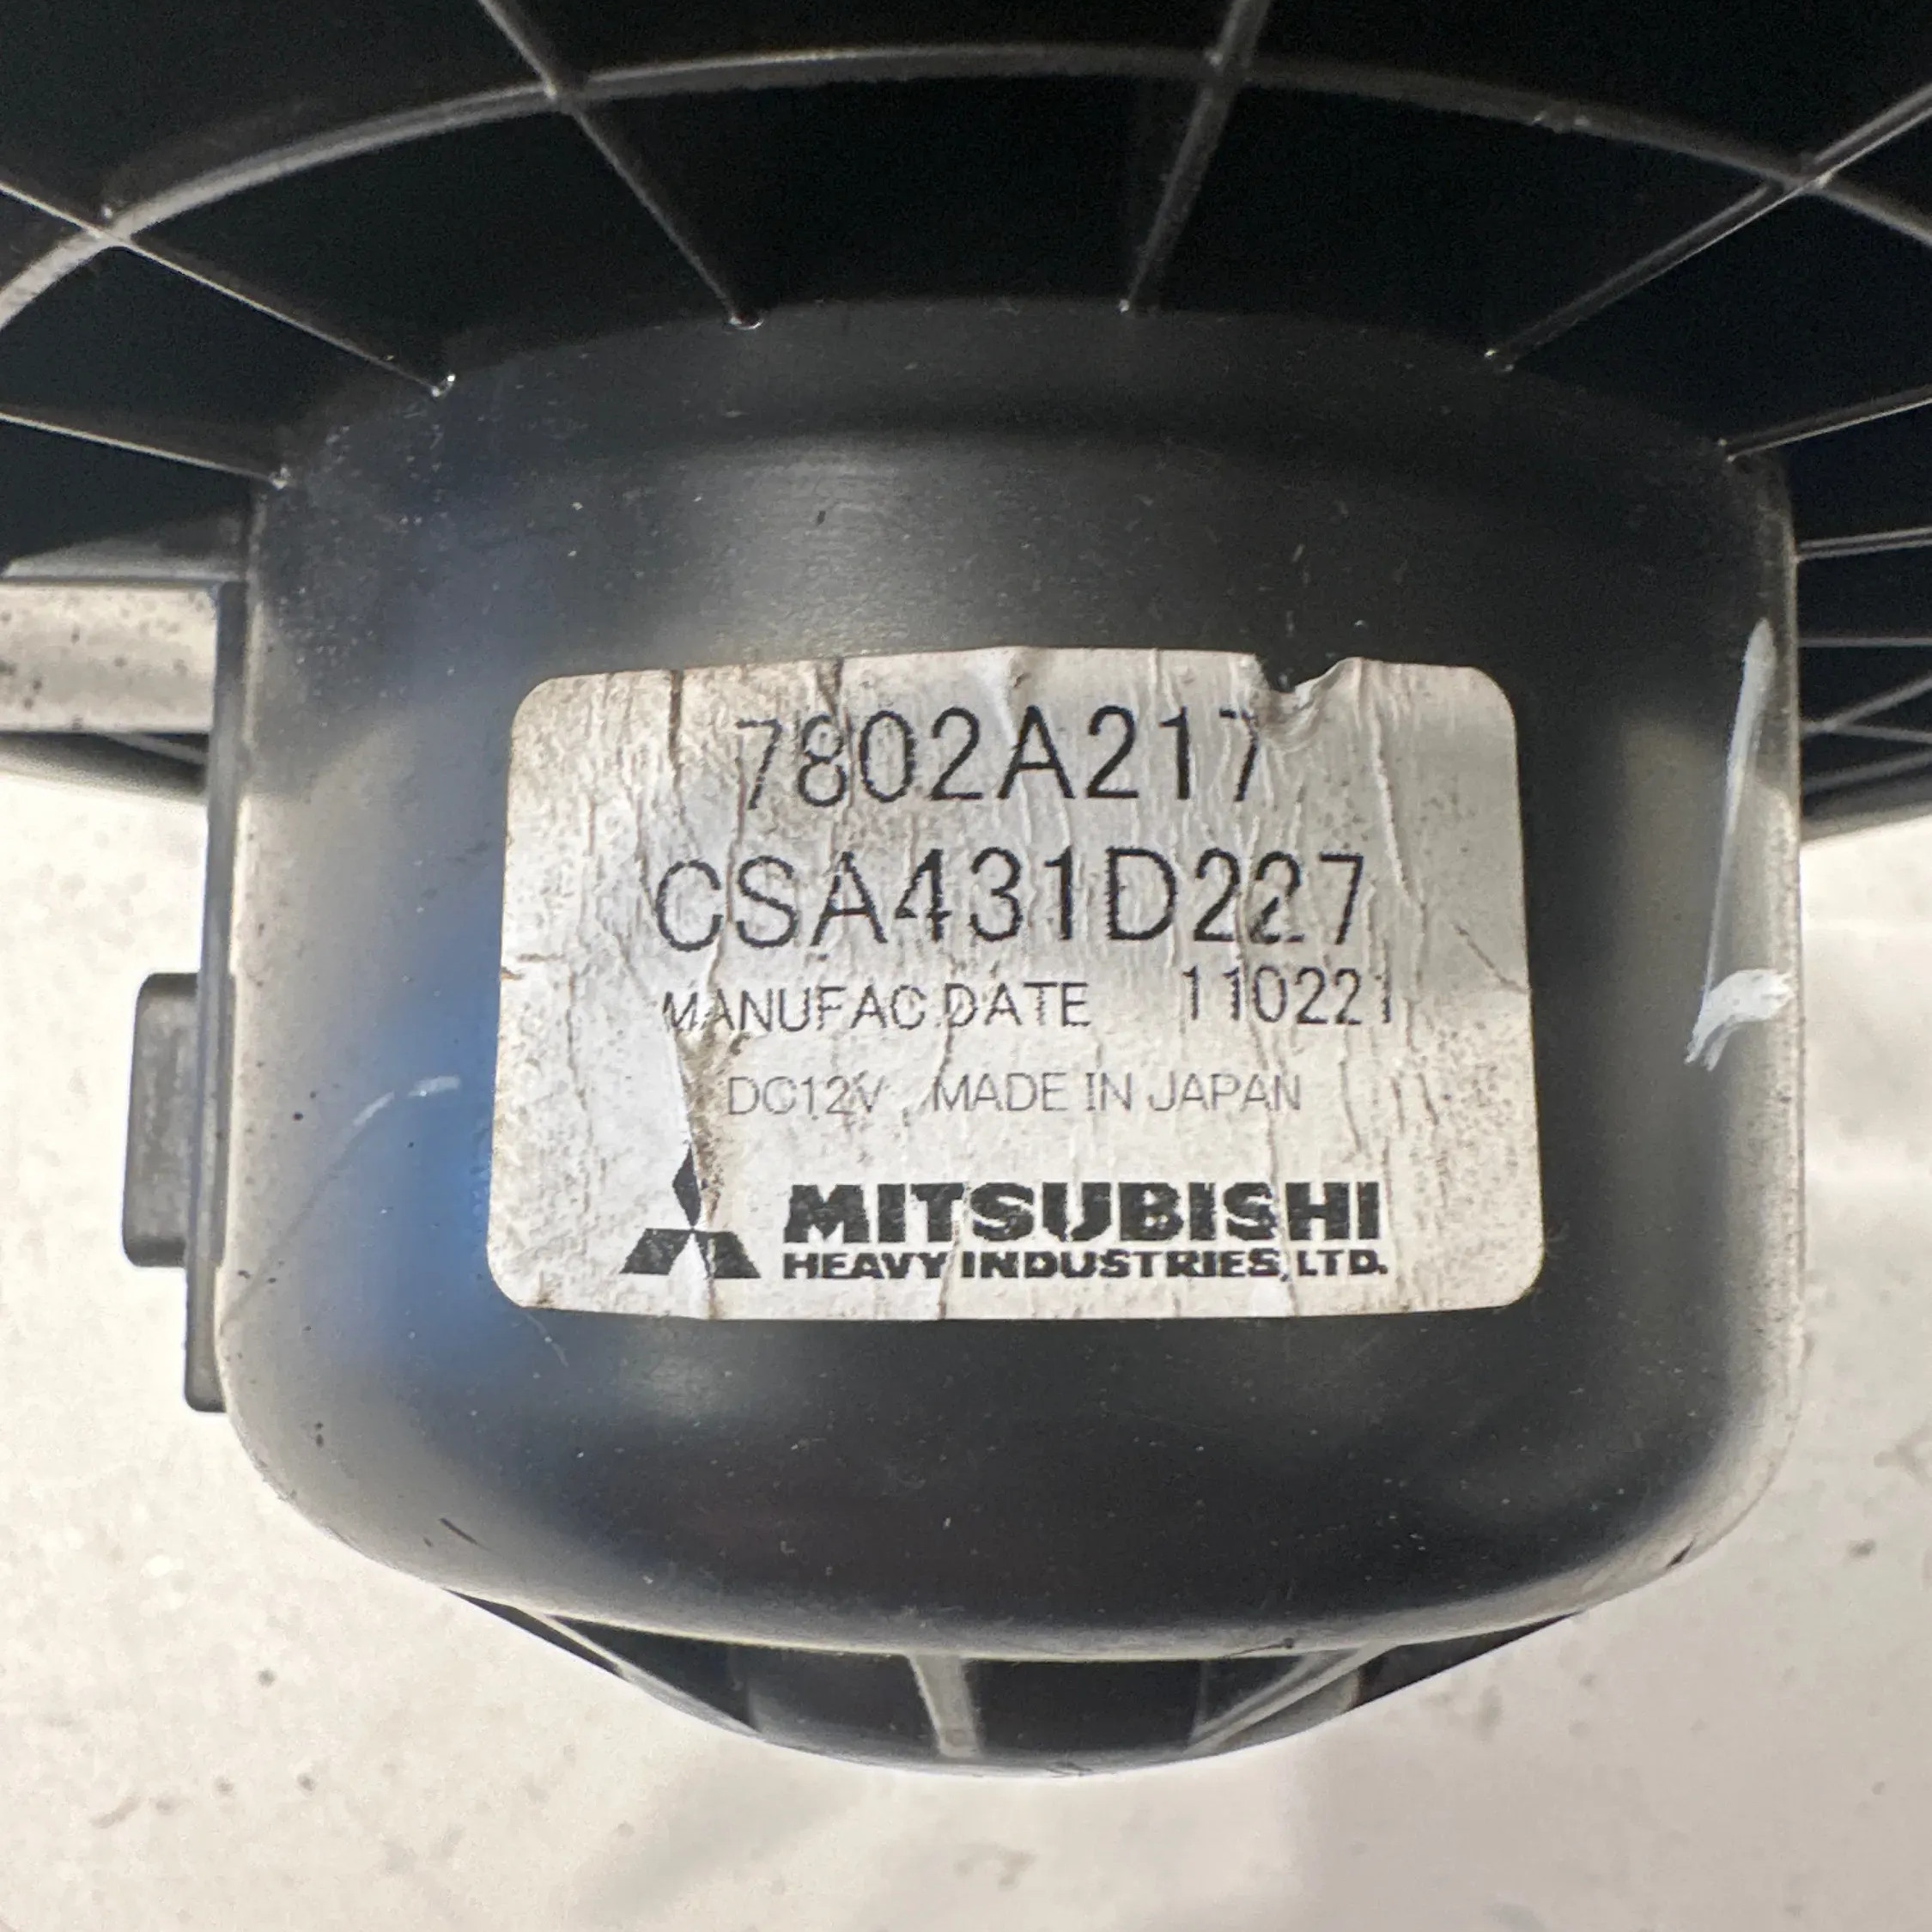 7802A217
CSA431D227
MANUFAC.DATE 110221
DC12V, MADE IN JAPAN
MITSUBISHI
HEAVY INDUSTRIES, LTD.